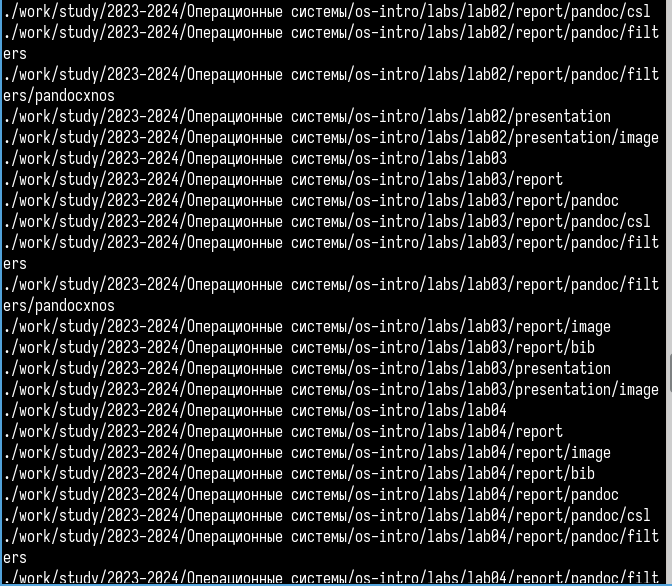 ./work/study/2023-2024/Операционные системы/os-intro/labs/lab02/report/pandoc/csl
./work/study/2023-2024/Операционные системы/os-intro/labs/lab02/report/pandoc/filt
ers
./work/study/2023-2024/Операционные системы/os-intro/labs/lab02/report/pandoc/filt
ers/pandocxnos
./work/study/2023-2024/Операционные системы/os-intro/labs/lab02/presentation
./work/study/2023-2024/Операционные системы/os-intro/labs/lab02/presentation/image
./work/study/2023-2024/Операционные системы/os-intro/labs/lab03
./work/study/2023-2024/Операционные системы/os-intro/labs/lab03/report
./work/study/2023-2024/Операционные системы/os-intro/labs/lab03/report/pandoc
./work/study/2023-2024/Операционные системы/os-intro/labs/lab03/report/pandoc/csl
./work/study/2023-2024/Операционные системы/os-intro/labs/lab03/report/pandoc/filt
ers
./work/study/2023-2024/Операционные системы/os-intro/labs/lab03/report/pandoc/filt
ers/pandocxnos
./work/study/2023-2024/Операционные системы/os-intro/labs/lab03/report/image
./work/study/2023-2024/Операционные системы/os-intro/labs/lab03/report/bib
./work/study/2023-2024/Операционные системы/os-intro/labs/lab03/presentation
./work/study/2023-2024/Операционные системы/os-intro/labs/lab03/presentation/image
./work/study/2023-2024/Операционные системы/os-intro/labs/lab04
./work/study/2023-2024/Операционные системы/os-intro/labs/lab04/report
./work/study/2023-2024/Операционные системы/os-intro/labs/lab04/report/image
./work/study/2023-2024/Операционные системы/os-intro/labs/lab04/report/bib
./work/study/2023-2024/Операционные системы/os-intro/labs/lab04/report/pandoc
./work/study/2023-2024/Операционные системы/os-intro/labs/lab04/report/pandoc/csl
./work/study/2023-2024/Операционные системы/os-intro/labs/lab04/report/pandoc/filt
ers
./work/study/2023-2024/Операционные системы/os-intro/labs/lab04/report/pandoc/filt